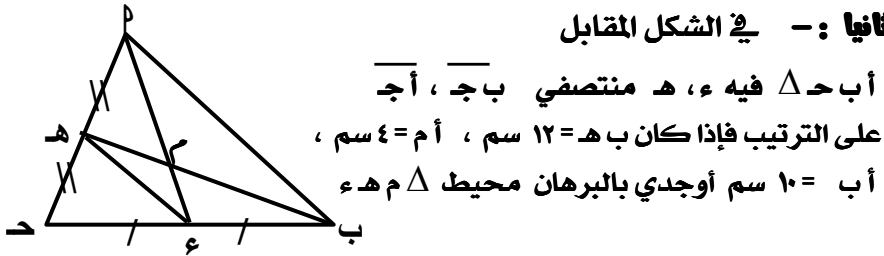 ثانيا :- في الشكل المقابل
أ ب حـ Δ فيه ء، هـ منتصفي ب جـ ، أ جـ
على الترتيب فإذا كان ب هـ = ١٢ سم ، أ م = ٤ سم ،
أ ب = ١٠ سم أوجدي بالبرهان محيط Δ م هـ ء
أ
هـ
م
حـ
ء
ب